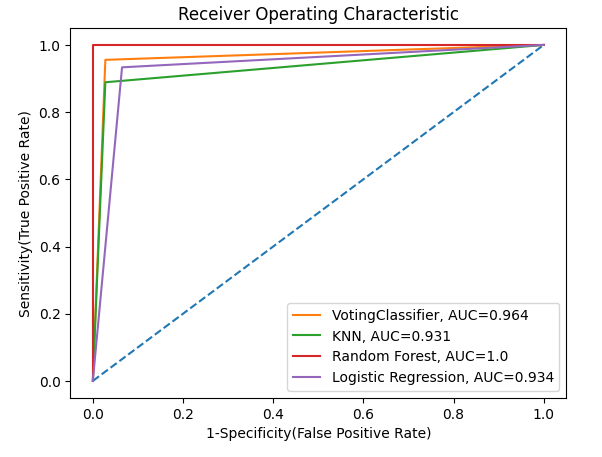 Receiver Operating Characteristic
Sensitivity(True Positive Rate)
1.0
0.8
0.6
0.4
0.2
0.0
VotingClassifier, AUC=0.964
KNN, AUC=0.931
Random Forest, AUC=1.0
Logistic Regression, AUC=0.934
0.0 0.2 0.4 0.6 0.8 1.0
1-Specificity(False Positive Rate)